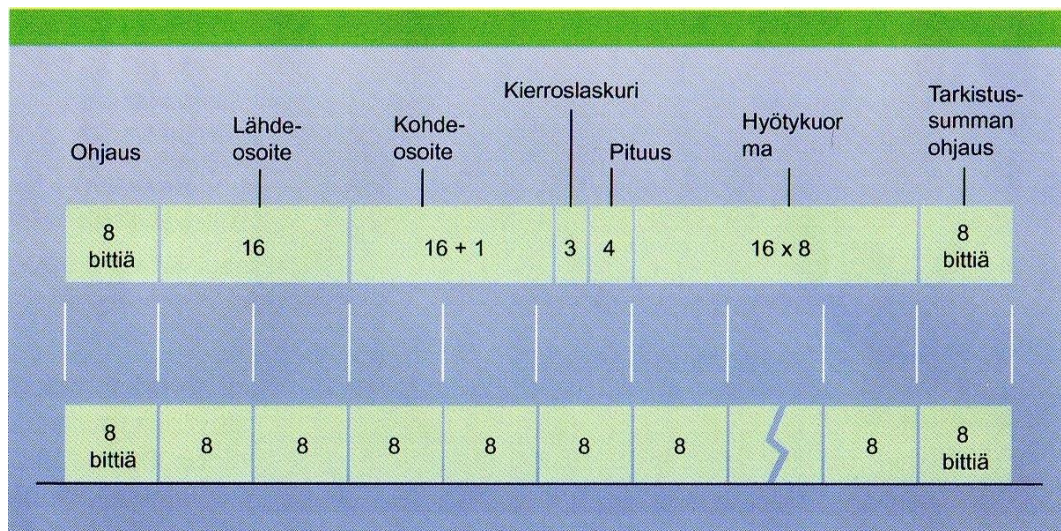 Kierroslaskuri
Tarkistus-
summman
ohjaus
Lähde-
osoite
Kohde-
osoite
Hyötykuor
ma
Ohjaus
Pituus
8
bittiä
16
16 + 1
3
4
16 x 8
8
bittiä
8
bittiä
8
8
8
8
8
8
8
8
bittiä